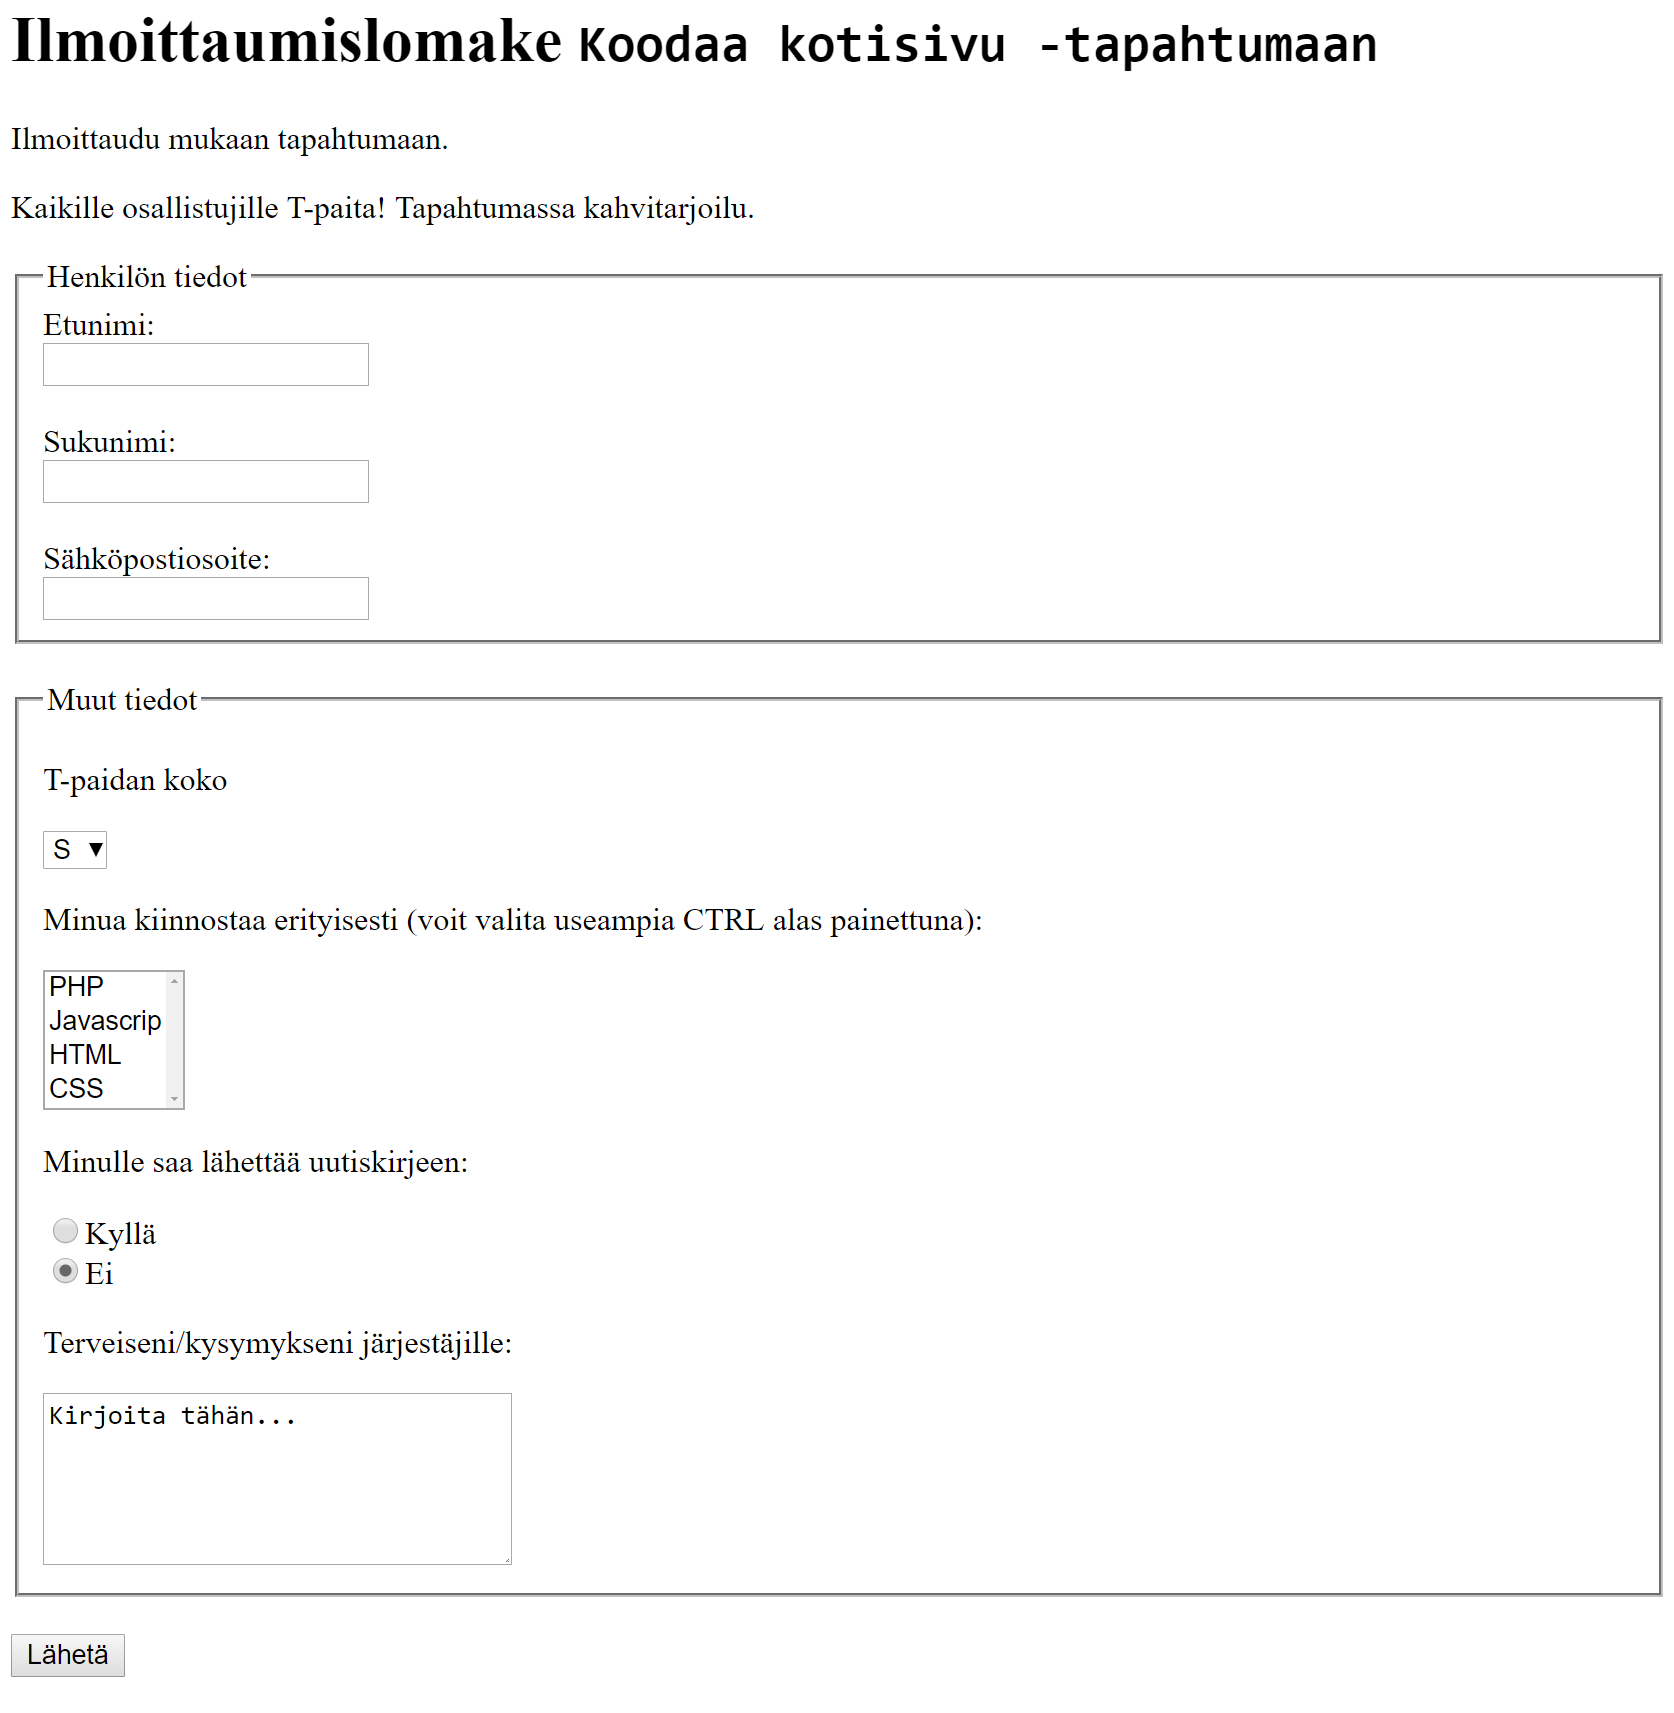 Ilmoittaumislomake Koodaa kotisivu -tapahtumaan
Ilmoittaudu mukaan tapahtumaan.
Kaikille osallistujille T-paita! Tapahtumassa kahvitarjoilu.
Henkilön tiedot
Etunimi:
Sukunimi:
Sähköpostiosoite:
Muut tiedot
T-paidan koko
S
Minua kiinnostaa erityisesti (voit valita useampia CTRL alas painettuna):
PHP
Javascrip
HTML
CSS
Minulle saa lähettää uutiskirjeen:
Kyllä
Ei
Terveiseni/kysymykseni järjestäjille:
Kirjoita tähän...
Lähetä